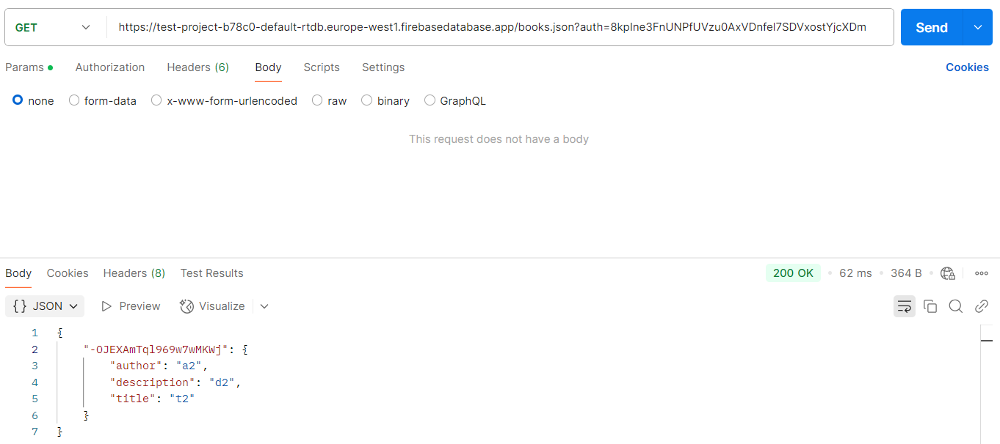 GET https://test-project-b78c0-default-rtdb.europe-west1.firebasedatabase.app/books.json?auth=8kplne3FnUNPfUVzu0AxVDnfel7SDVxostYjcXDm Send
Params Authorization Headers (6) Body Scripts Settings Cookies
none form-data x-www-form-urlencoded raw binary GraphQL
This request does not have a body
Body Cookies Headers (8) Test Results 200 OK • 62 ms • 364 B •
{} JSON Preview Visualize
1 {
2 "-OJEXAmTql969w7wMKWj": {
3 "author": "a2",
4 "description": "d2",
5 "title": "t2"
6 }
7 }